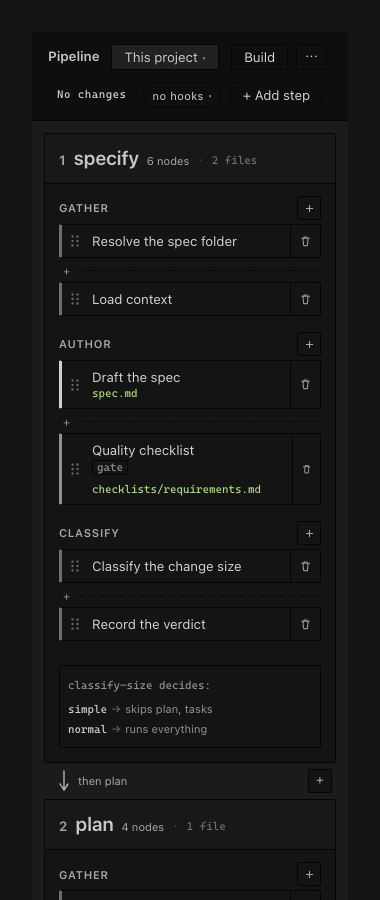 Pipeline This project · Build ···
No changes no hooks · + Add step
1 specify 6 nodes · 2 files
GATHER +
Resolve the spec folder
+
Load context
AUTHOR +
Draft the spec
spec.md
+
Quality checklist
gate
checklists/requirements.md
CLASSIFY +
Classify the change size
+
Record the verdict
classify-size decides:
simple → skips plan, tasks
normal → runs everything
↓ then plan +
2 plan 4 nodes · 1 file
GATHER +